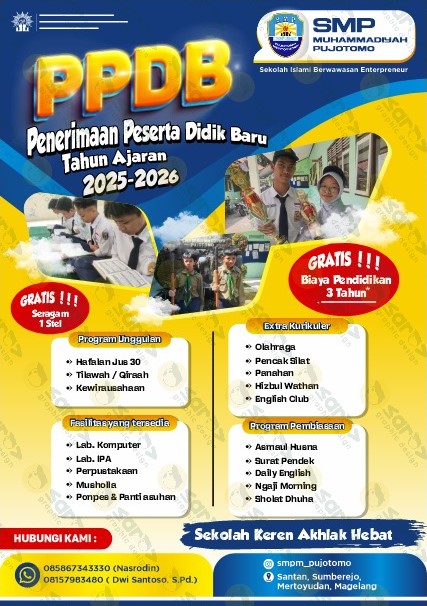 SMP
MUHAMMADIYAH
PUJOTOMO
Sekolah Islami Berwawasan Enterpreneur
PPDB
Penerimaan Peserta Didik Baru
Tahun Ajaran
2025-2026
GRATIS !!!
Biaya Pendidikan
3 Tahun*
GRATIS !!!
Seragam
1 Stel
Program Unggulan
Hafalan Jus 30
Tilawah / Qiraah
Kewirausahaan
Extra Kurikuler
Olahraga
Pencak Silat
Panahan
Hizbul Wathan
English Club
Fasilitas yang tersedia
Lab. Komputer
Lab. IPA
Perpustakaan
Musholla
Ponpes & Panti asuhan
Program Pembiasaan
Asmaul Husna
Surat Pendek
Daily English
Ngaji Morning
Sholat Dhuha
Sekolah Keren Akhlak Hebat
HUBUNGI KAMI :
085867343330 (Nasrodin)
08157983480 ( Dwi Santoso. S.Pd.)
smpm_pujotomo
Santan, Sumberejo,
Mertoyudan, Magelang